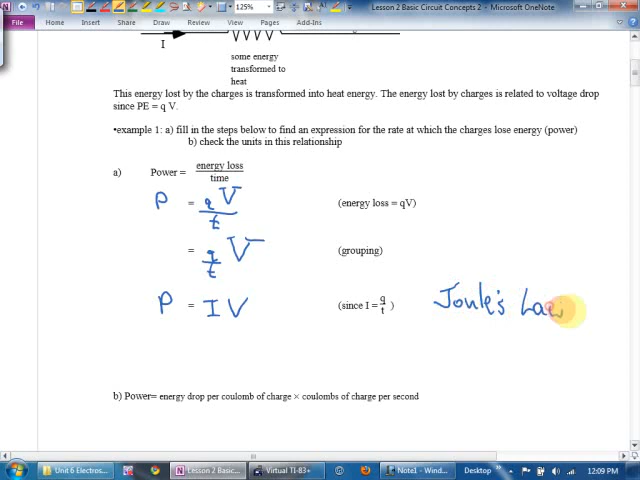 Lesson 2 Basic Circuit Concepts 2 - Microsoft OneNote
125%
File Home Insert Share Draw Review View Add-Ins
I
some energy
transformed to
heat
This energy lost by the charges is transformed into heat energy. The energy lost by charges is related to voltage drop
since PE = q V.
•example 1: a) fill in the steps below to find an expression for the rate at which the charges lose energy (power)
b) check the units in this relationship
a) Power = energy loss
time
P = q V (energy loss = qV)
t
= q V (grouping)
t
P = I V (since I = q/t ) Joule's Law
b) Power= energy drop per coulomb of charge × coulombs of charge per second
Unit 6 Electros... Lesson 2 Basic... Virtual TI-83+ Note1 - Wind... Desktop 12:09 PM